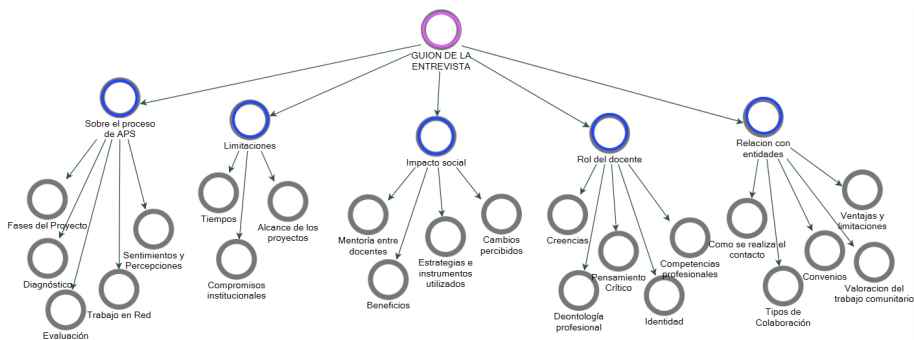 GUION DE LA
ENTREVISTA
Sobre el proceso
de APS
Limitaciones
Impacto social
Rol del docente
Relacion con
entidades
Fases del Proyecto
Diagnóstico
Evaluación
Trabajo en Red
Sentimientos y
Percepciones
Tiempos
Compromisos
institucionales
Alcance de los
proyectos
Mentoría entre
docentes
Beneficios
Estrategias e
instrumentos
utilizados
Cambios
percibidos
Creencias
Deontología
profesional
Pensamiento
Crítico
Identidad
Competencias
profesionales
Como se realiza el
contacto
Tipos de
Colaboración
Convenios
Valoracion del
trabajo comunitario
Ventajas y
limitaciones